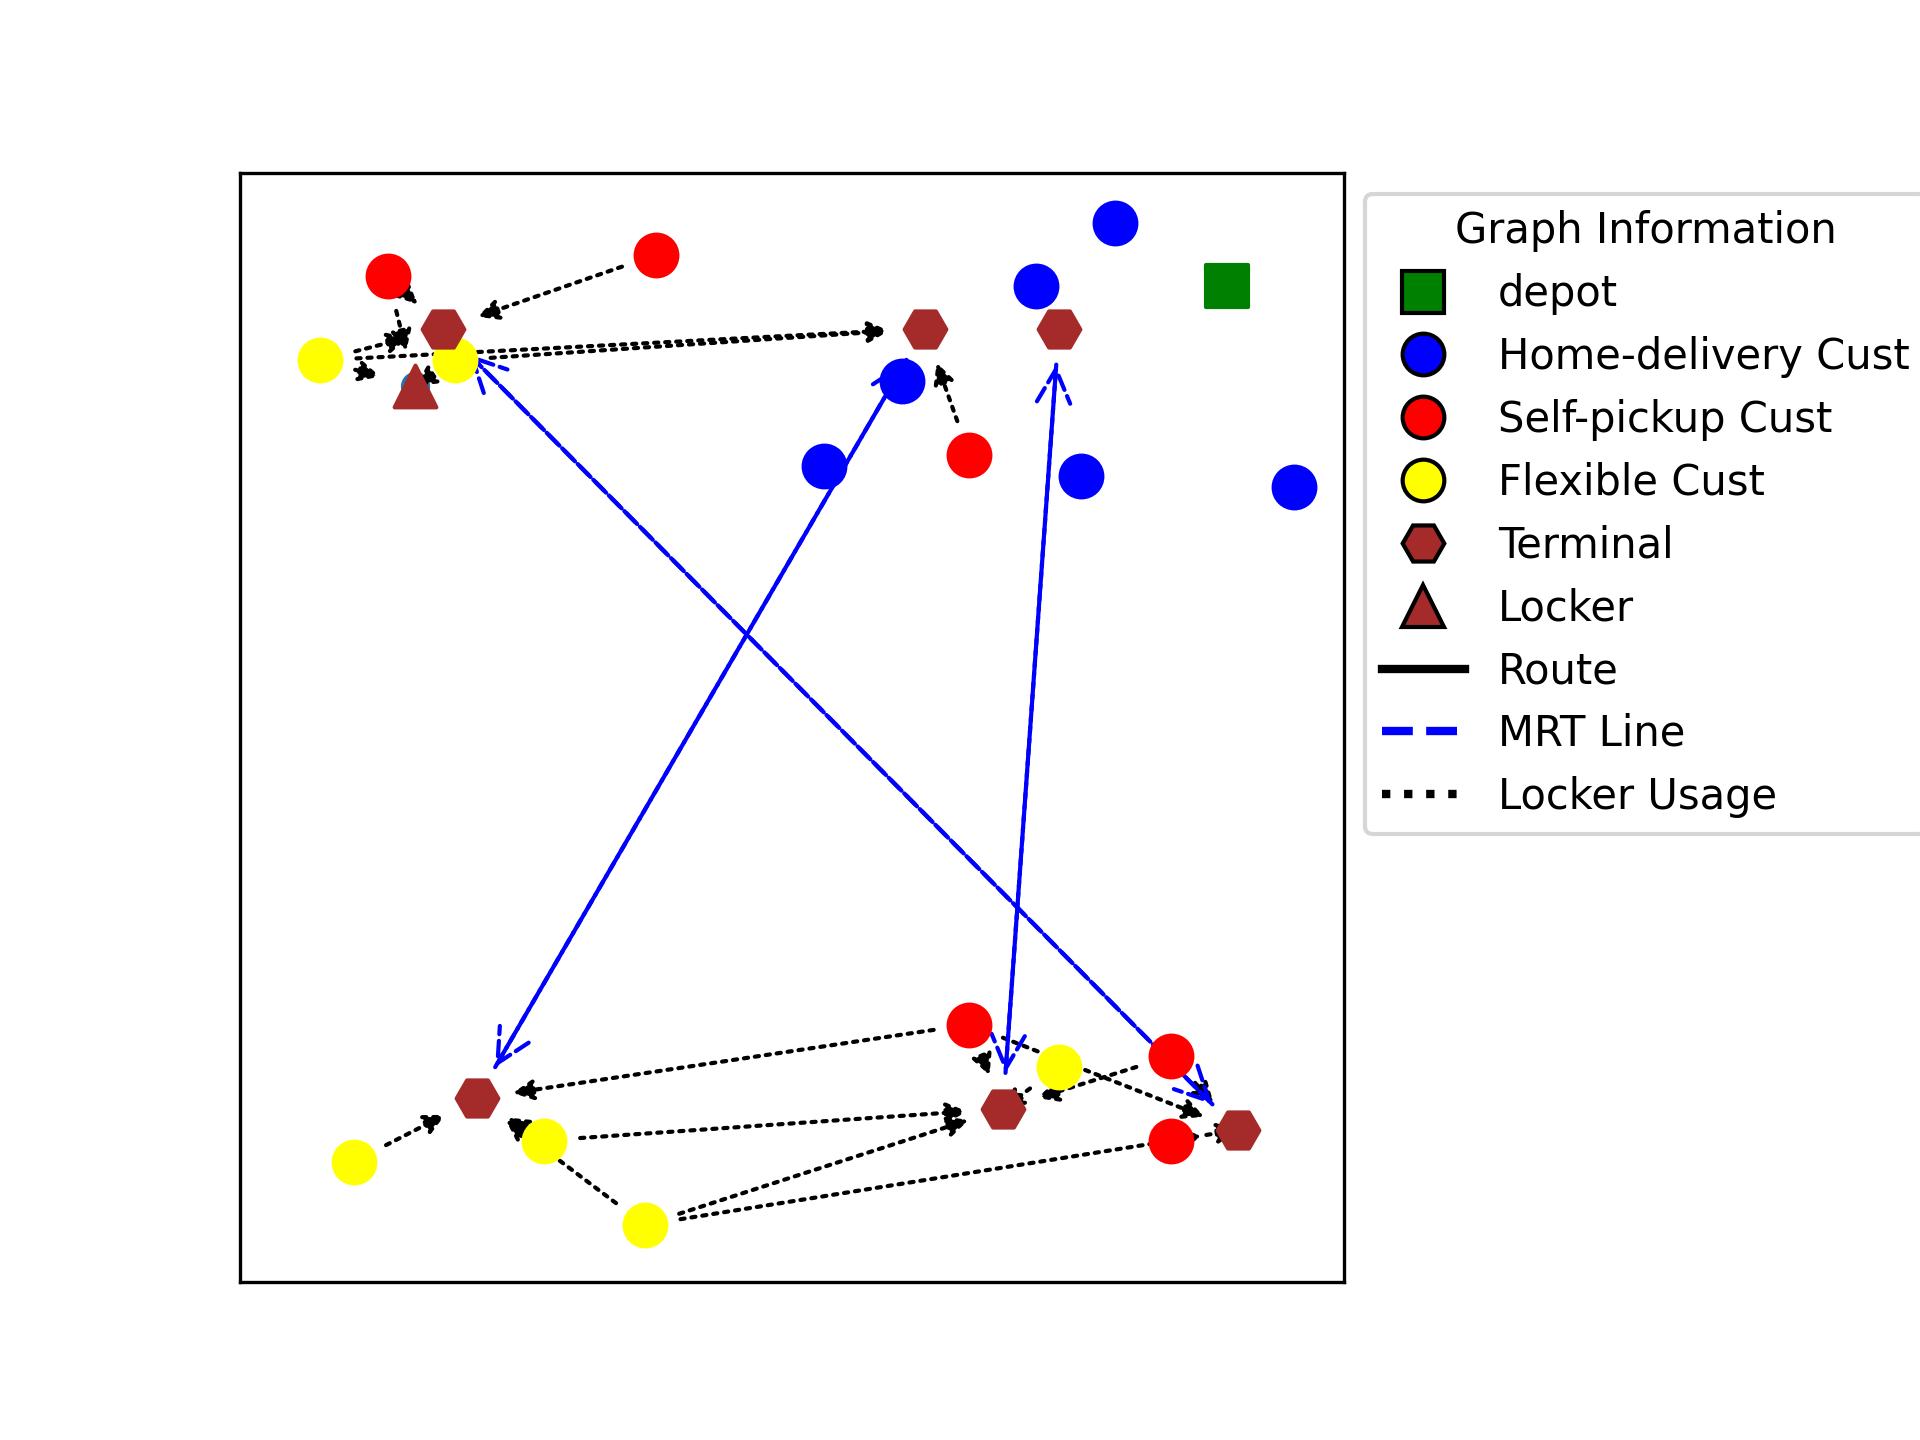 Graph Information
depot
Home-delivery Cust
Self-pickup Cust
Flexible Cust
Terminal
Locker
Route
MRT Line
Locker Usage